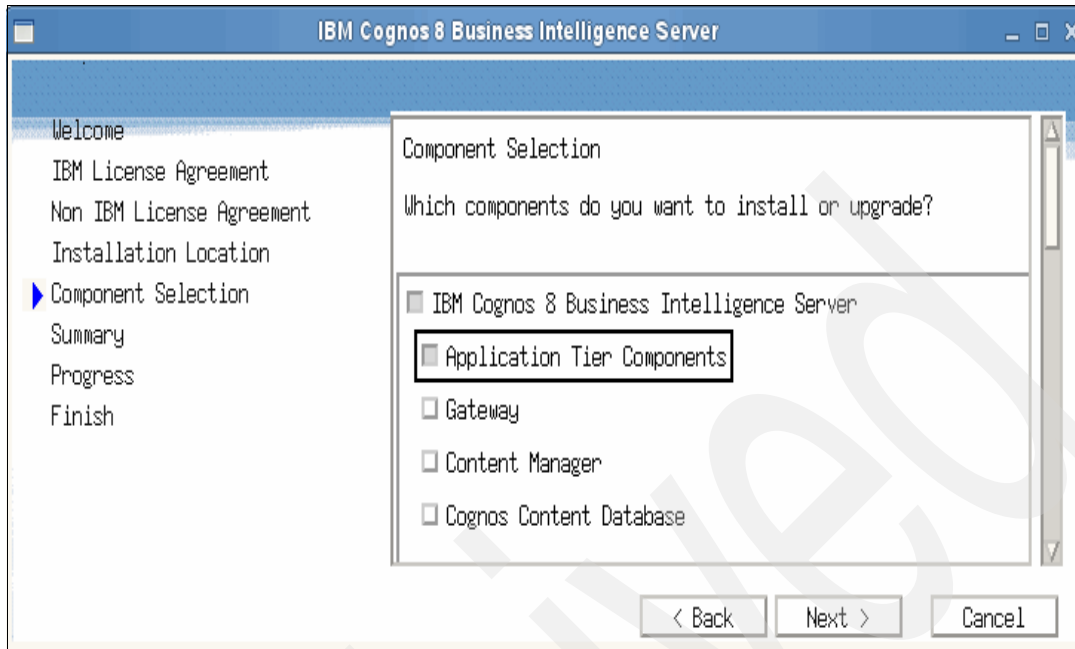 IBM Cognos 8 Business Intelligence Server
Welcome
IBM License Agreement
Non IBM License Agreement
Installation Location
Component Selection
Summary
Progress
Finish
Component Selection
Which components do you want to install or upgrade?
IBM Cognos 8 Business Intelligence Server
Application Tier Components
Gateway
Content Manager
Cognos Content Database
< Back
Next >
Cancel